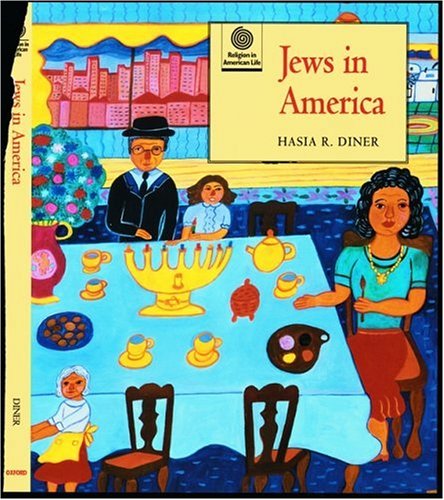 Religion in
American Life
Jews in
America
HASIA R. DINER
Jews in America
DINER
OXFORD